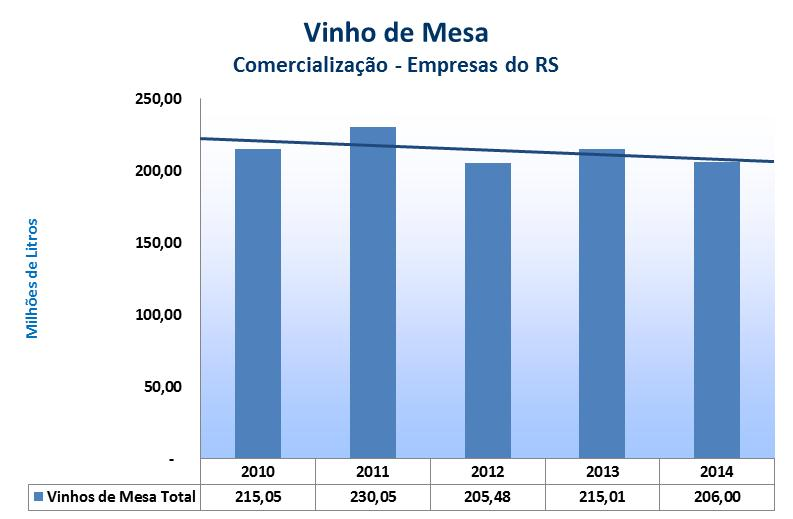 Vinho de Mesa
Comercialização - Empresas do RS
Milhões de Litros
250,00
200,00
150,00
100,00
50,00
-
2010 2011 2012 2013 2014
Vinhos de Mesa Total 215,05 230,05 205,48 215,01 206,00